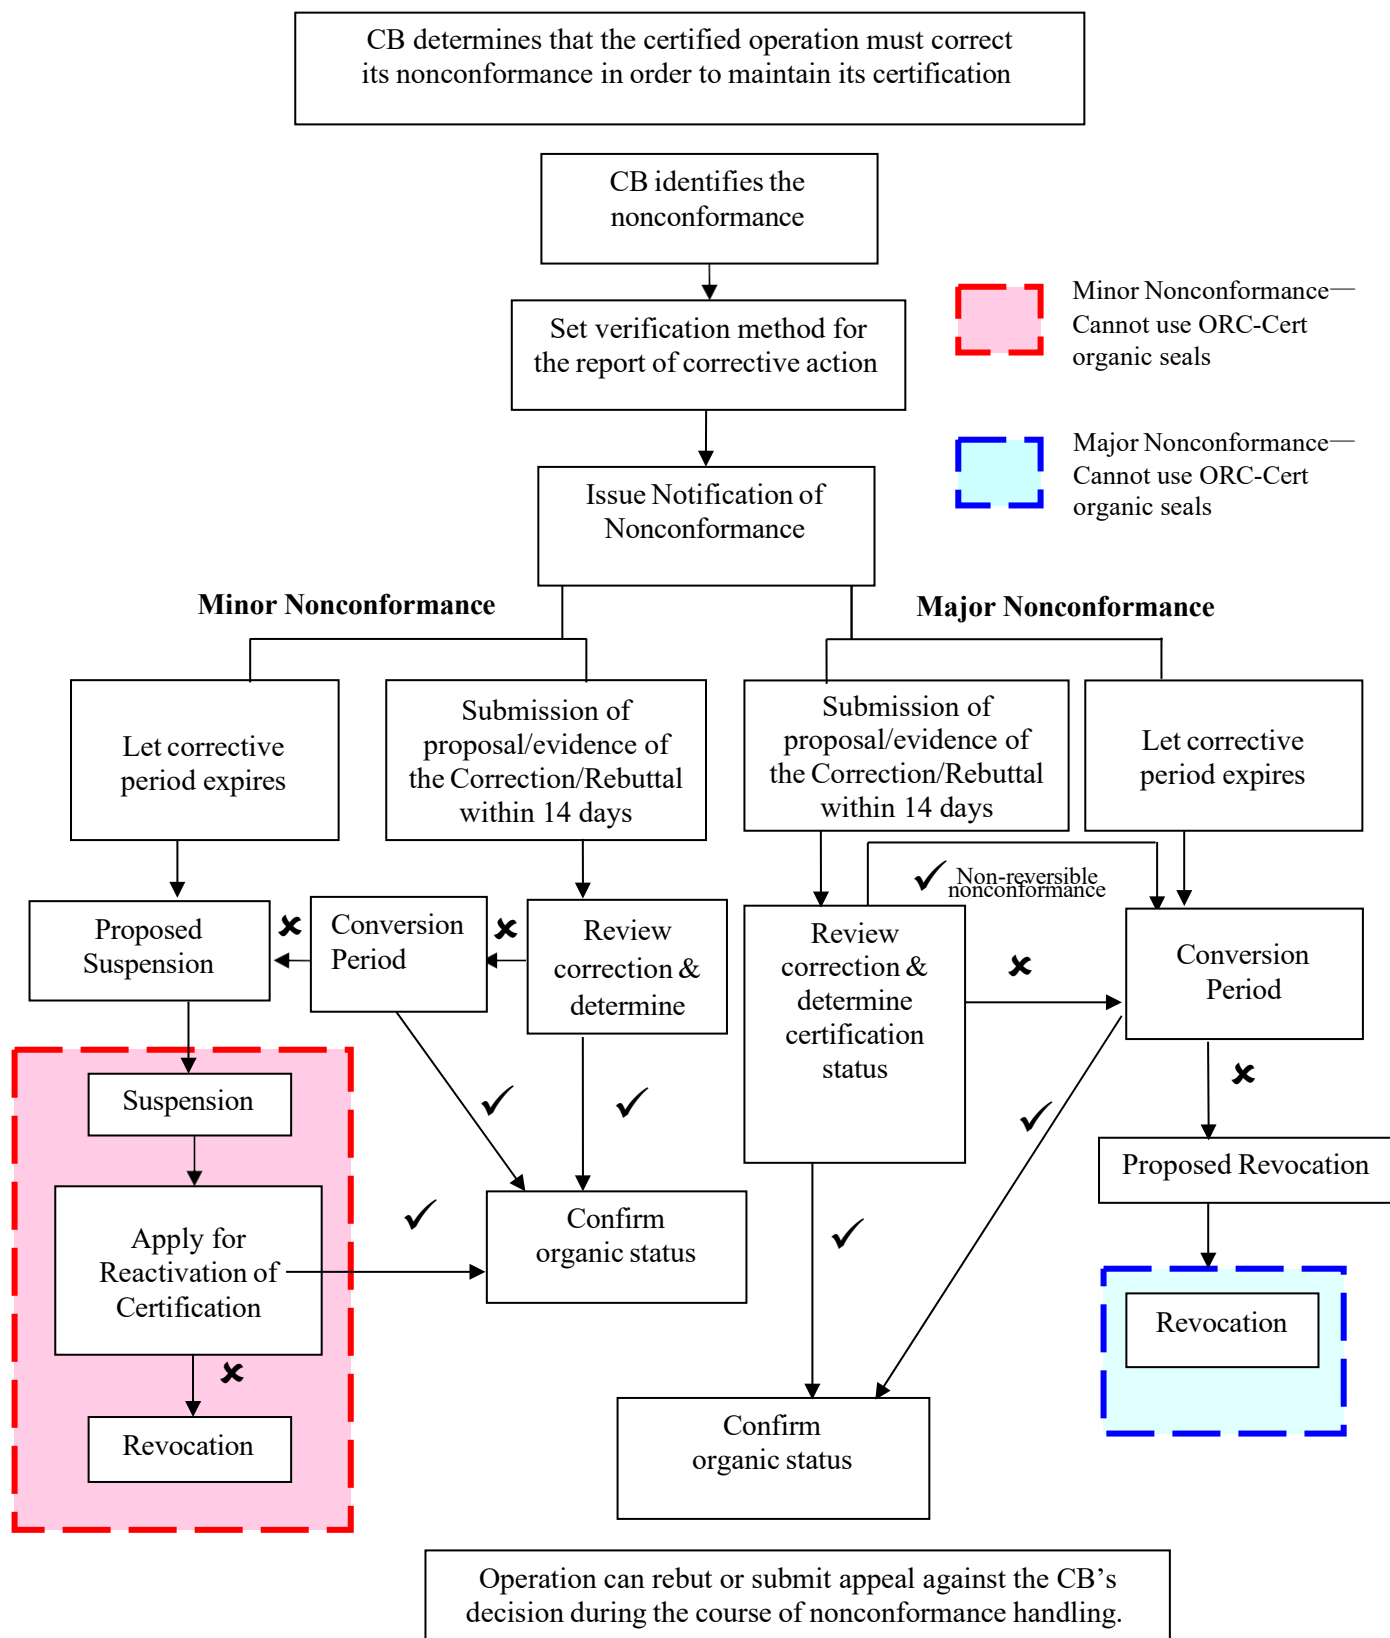 CB determines that the certified operation must correct
its nonconformance in order to maintain its certification
CB identifies the
nonconformance
Set verification method for
the report of corrective action
Issue Notification of
Nonconformance
Minor Nonconformance—
Cannot use ORC-Cert
organic seals
Major Nonconformance—
Cannot use ORC-Cert
organic seals
Minor Nonconformance
Major Nonconformance
Let corrective
period expires
Submission of
proposal/evidence of
the Correction/Rebuttal
within 14 days
Submission of
proposal/evidence of
the Correction/Rebuttal
within 14 days
Let corrective
period expires
✓ Non-reversible
nonconformance
Proposed
Suspension
✘
Conversion
Period
✘
Review
correction &
determine
Review
correction &
determine
certification
status
✘
Conversion
Period
✘
✓
✓
✓
Suspension
Proposed Revocation
Apply for
Reactivation of
Certification
✓
Confirm
organic status
✓
Revocation
✘
Revocation
Confirm
organic status
Operation can rebut or submit appeal against the CB’s
decision during the course of nonconformance handling.